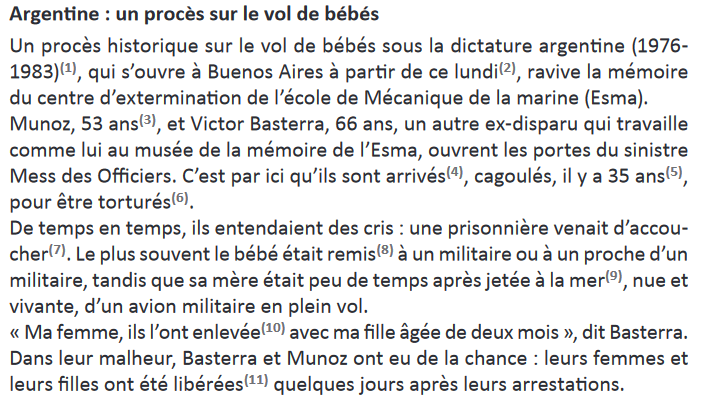 Argentine : un procès sur le vol de bébés
Un procès historique sur le vol de bébés sous la dictature argentine (1976-
1983)(1), qui s’ouvre à Buenos Aires à partir de ce lundi(2), ravive la mémoire
du centre d’extermination de l’école de Mécanique de la marine (Esma).
Munoz, 53 ans(3), et Victor Basterra, 66 ans, un autre ex-disparu qui travaille
comme lui au musée de la mémoire de l’Esma, ouvrent les portes du sinistre
Mess des Officiers. C’est par ici qu’ils sont arrivés(4), cagoulés, il y a 35 ans(5),
pour être torturés(6).
De temps en temps, ils entendaient des cris : une prisonnière venait d’accou-
cher(7). Le plus souvent le bébé était remis(8) à un militaire ou à un proche d’un
militaire, tandis que sa mère était peu de temps après jetée à la mer(9), nue et
vivante, d’un avion militaire en plein vol.
« Ma femme, ils l’ont enlevée(10) avec ma fille âgée de deux mois », dit Basterra.
Dans leur malheur, Basterra et Munoz ont eu de la chance : leurs femmes et
leurs filles ont été libérées(11) quelques jours après leurs arrestations.